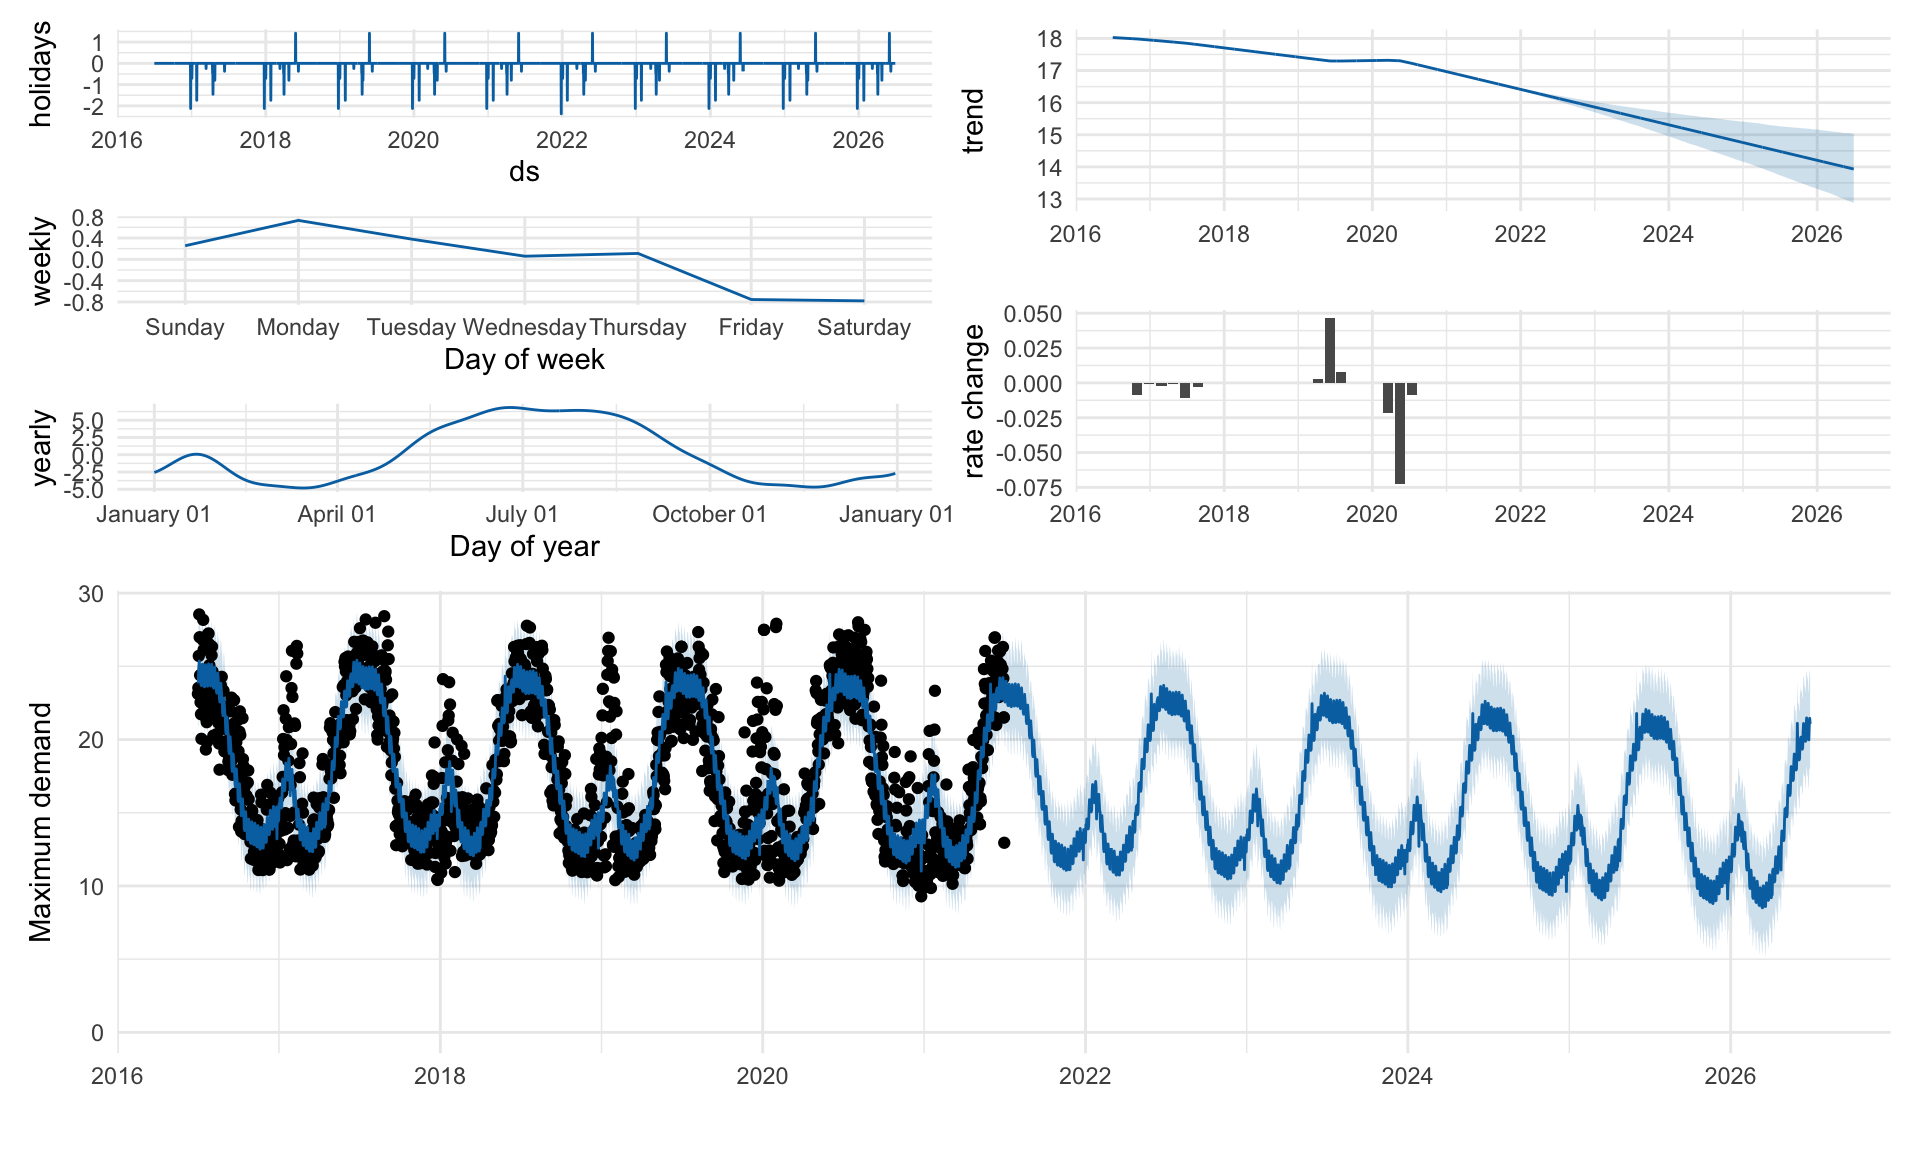 holidays
1
0
-1
-2
2016 2018 2020 2022 2024 2026
ds
weekly
0.8
0.4
0.0
-0.4
-0.8
Sunday Monday Tuesday Wednesday Thursday Friday Saturday
Day of week
yearly
5.0
2.5
0.0
-2.5
-5.0
January 01 April 01 July 01 October 01 January 01
Day of year
trend
18
17
16
15
14
13
2016 2018 2020 2022 2024 2026
rate change
0.050
0.025
0.000
-0.025
-0.050
-0.075
2016 2018 2020 2022 2024 2026
Maximum demand
30
20
10
0
2016 2018 2020 2022 2024 2026